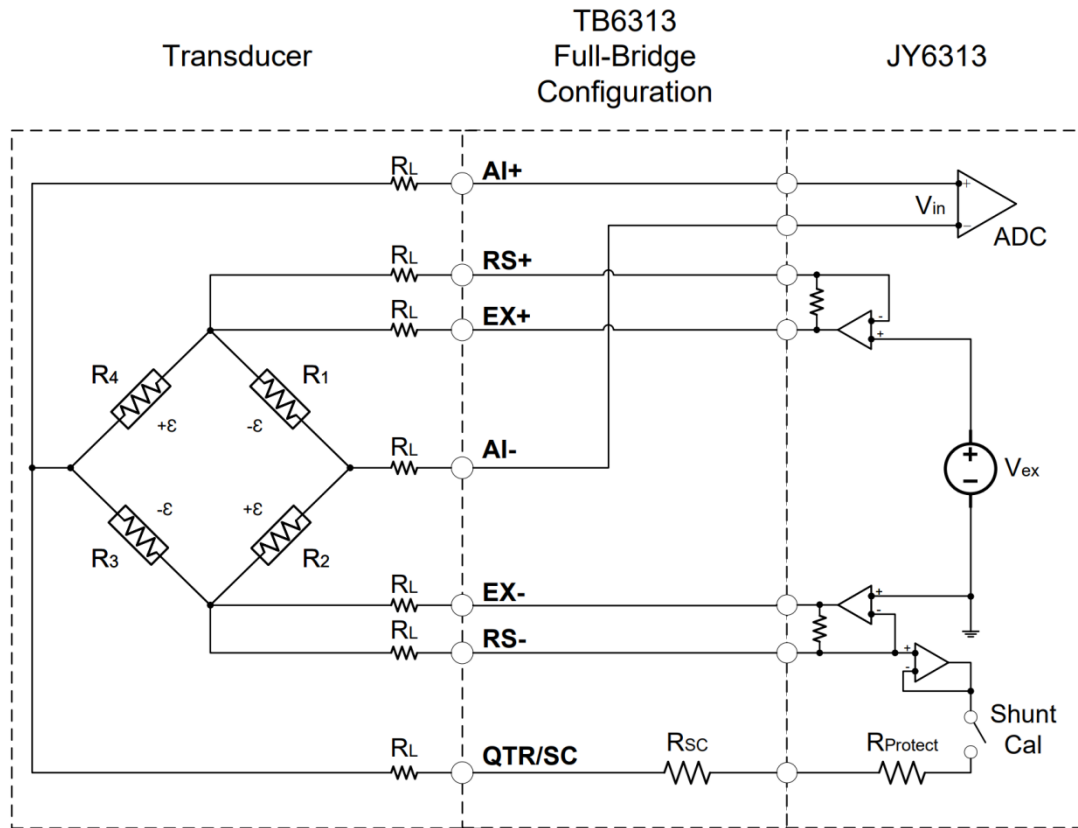 Transducer
TB6313
Full-Bridge
Configuration
JY6313
RL
AI+
+
Vin
-
ADC
RL
RS+
RL
EX+
-
+
R4
R1
+ε
-ε
RL
AI-
+
-
Vex
-ε
+ε
R3
R2
RL
EX-
+
-
RL
RS-
+
-
Shunt
Cal
RL
QTR/SC
RSC
RProtect